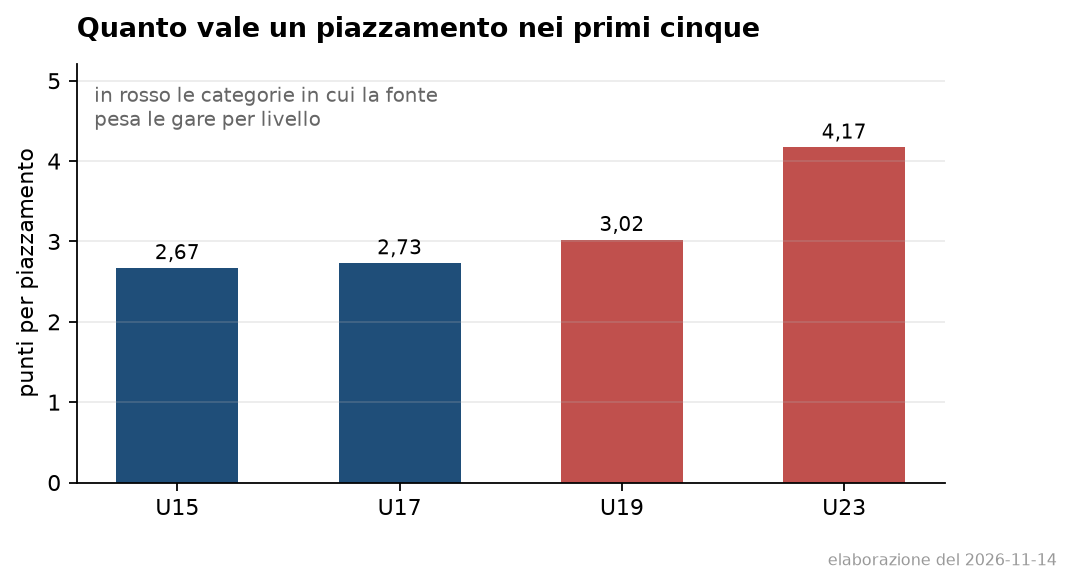 Quanto vale un piazzamento nei primi cinque
in rosso le categorie in cui la fonte
pesa le gare per livello
punti per piazzamento
5
4
3
2
1
0
2,67
2,73
3,02
4,17
U15
U17
U19
U23
elaborazione del 2026-11-14